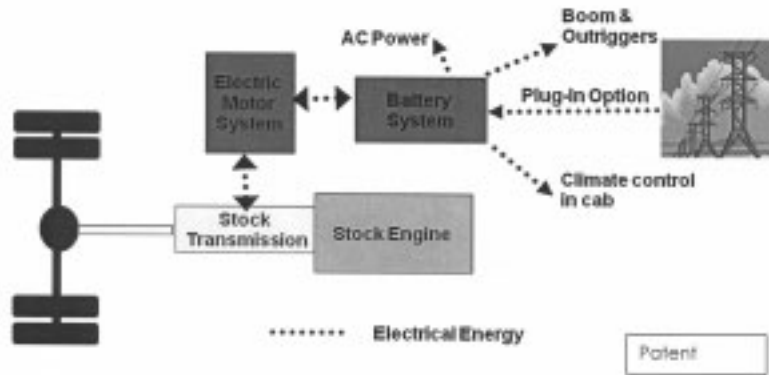 Boom &
Outriggers
AC Power
Electric
Motor
System
Battery
System
Plug-In Option
Climate control
in cab
Stock
Transmission
Stock Engine
Electrical Energy
Patent